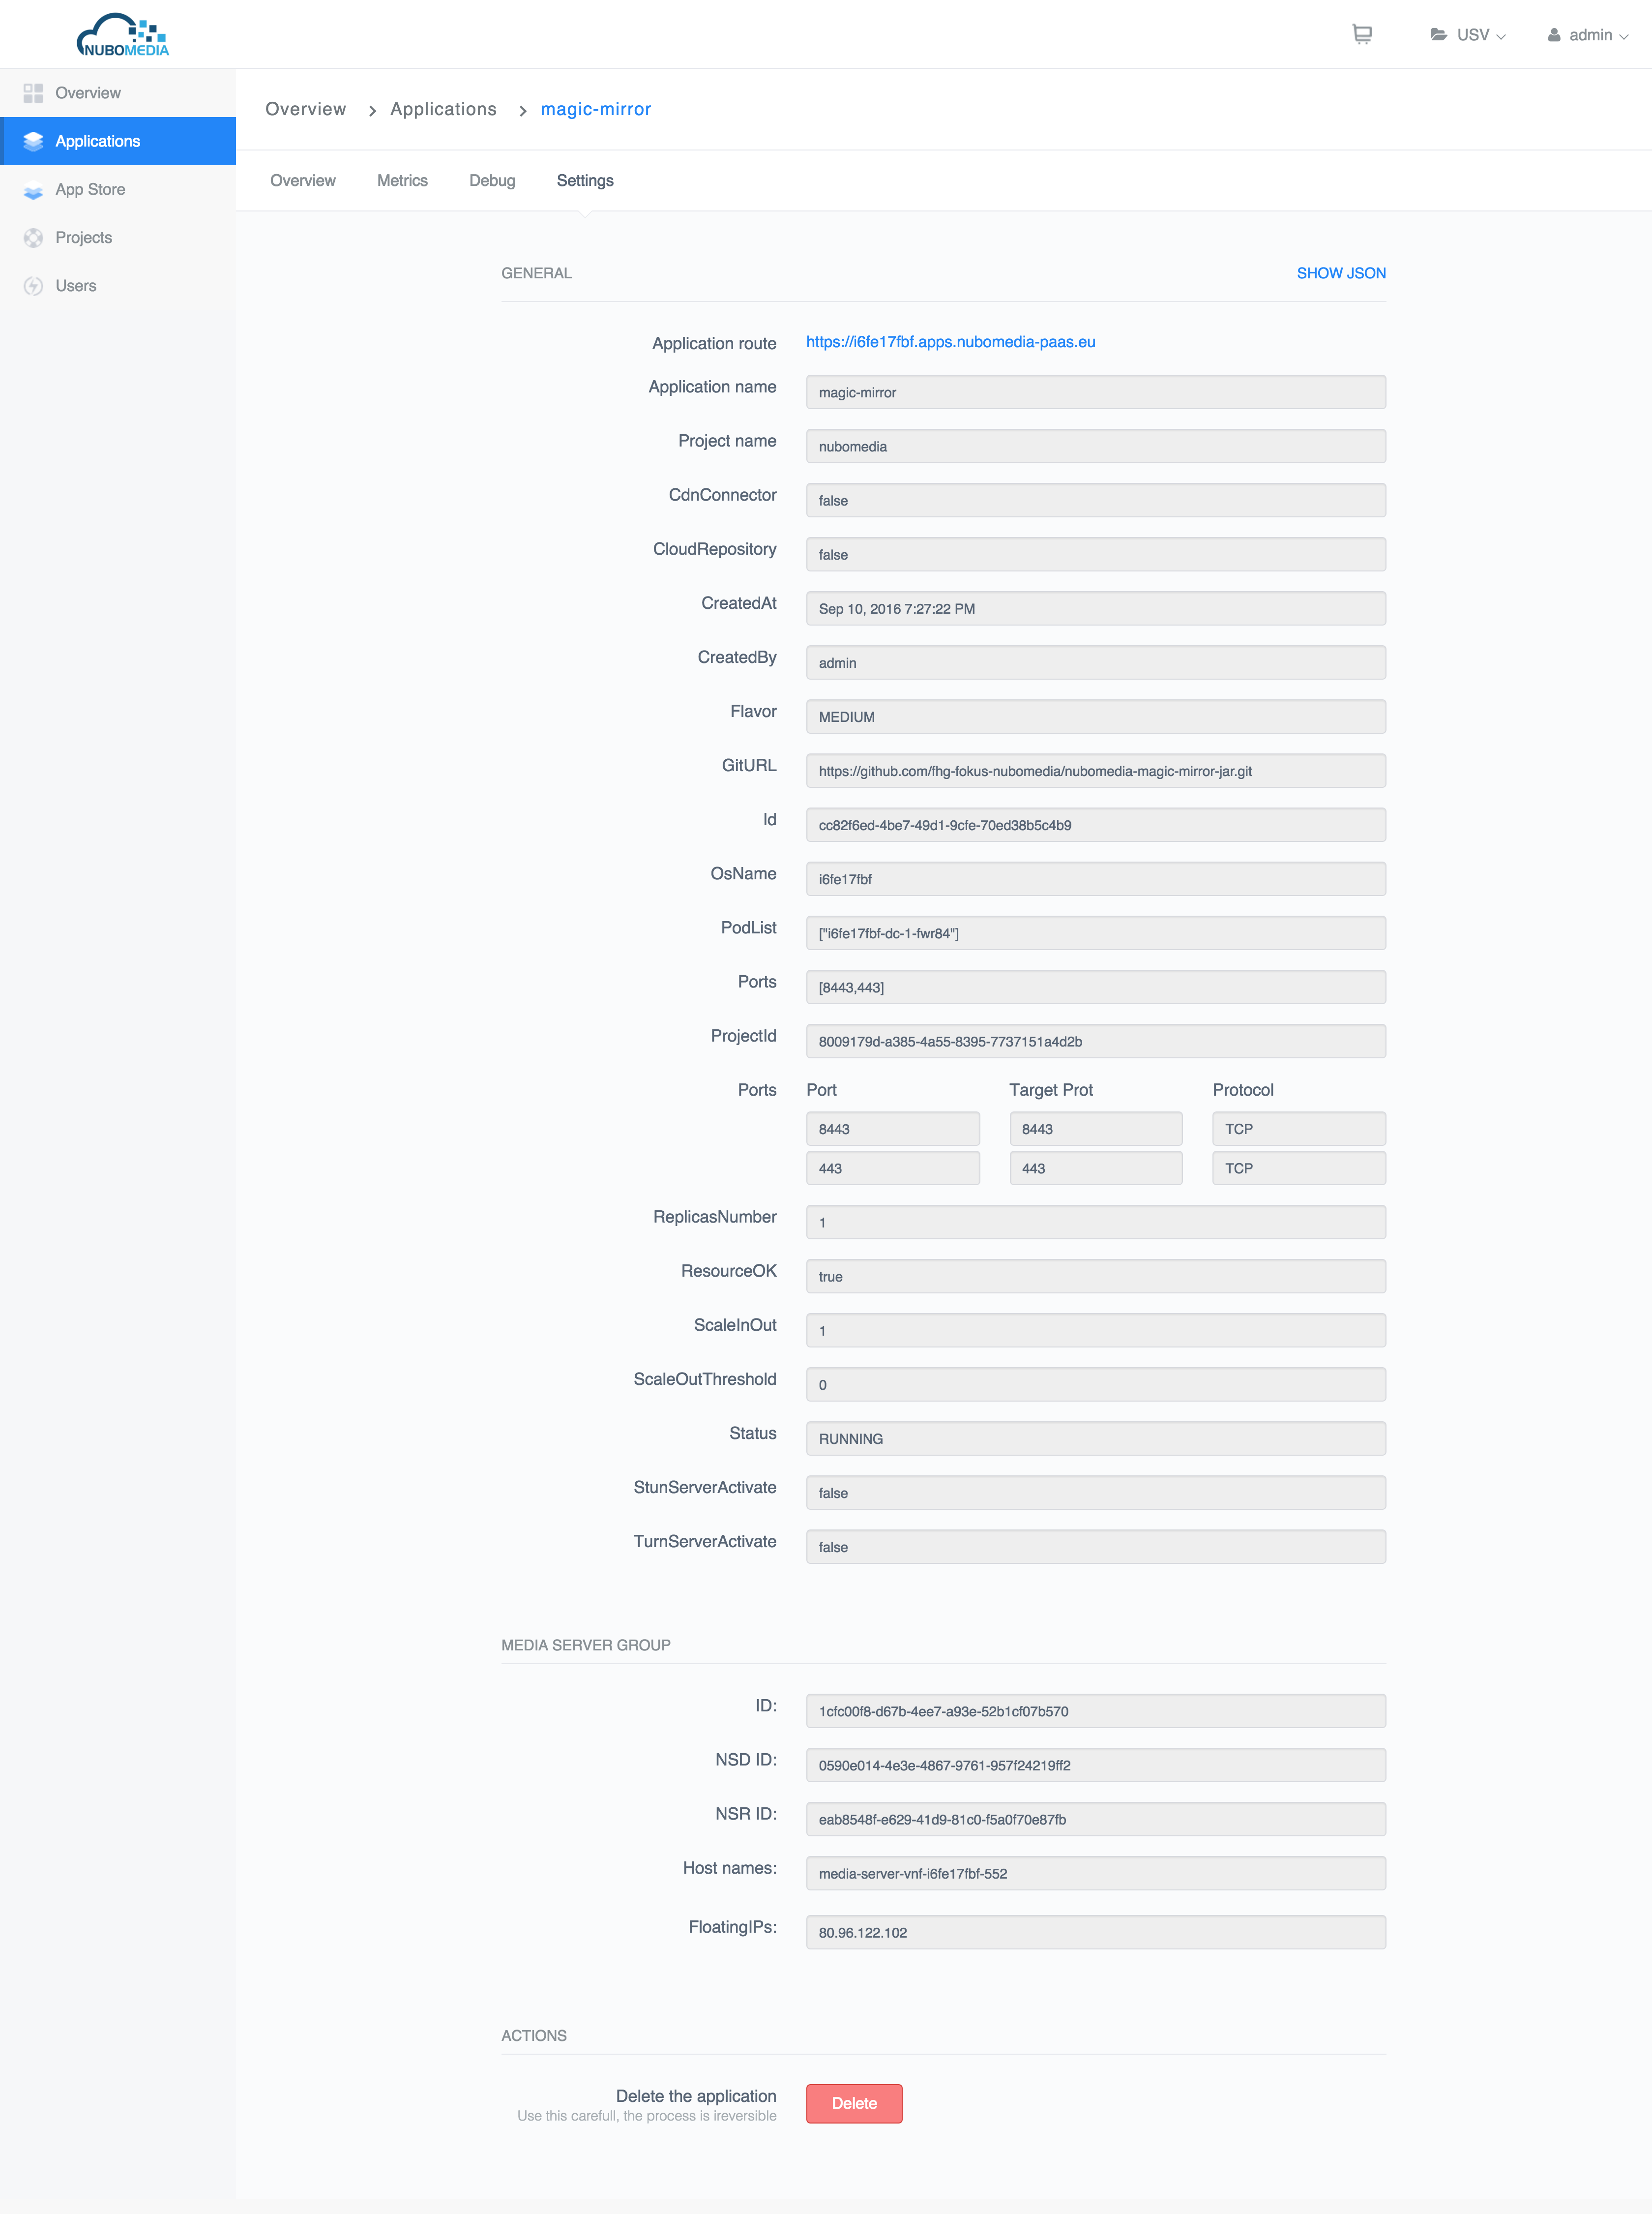 NUBOMEDIA
USV
admin
Overview
Applications
App Store
Projects
Users
Overview > Applications > magic-mirror
Overview Metrics Debug Settings
GENERAL SHOW JSON
Application route https://i6fe17fbf.apps.nubomedia-paas.eu
Application name magic-mirror
Project name nubomedia
CdnConnector false
CloudRepository false
CreatedAt Sep 10, 2016 7:27:22 PM
CreatedBy admin
Flavor MEDIUM
GitURL https://github.com/fhg-fokus-nubomedia/nubomedia-magic-mirror-jar.git
Id cc82f6ed-4be7-49d1-9cfe-70ed38b5c4b9
OsName i6fe17fbf
PodList ["i6fe17fbf-dc-1-fwr84"]
Ports [8443,443]
ProjectId 8009179d-a385-4a55-8395-7737151a4d2b
Ports Port Target Prot Protocol
8443 8443 TCP
443 443 TCP
ReplicasNumber 1
ResourceOK true
ScaleInOut 1
ScaleOutThreshold 0
Status RUNNING
StunServerActivate false
TurnServerActivate false
MEDIA SERVER GROUP
ID: 1cfc00f8-d67b-4ee7-a93e-52b1cf07b570
NSD ID: 0590e014-4e3e-4867-9761-957f24219ff2
NSR ID: eab8548f-e629-41d9-81c0-f5a0f70e87fb
Host names: media-server-vnf-i6fe17fbf-552
FloatingIPs: 80.96.122.102
ACTIONS
Delete the application Delete
Use this carefull, the process is ireversible